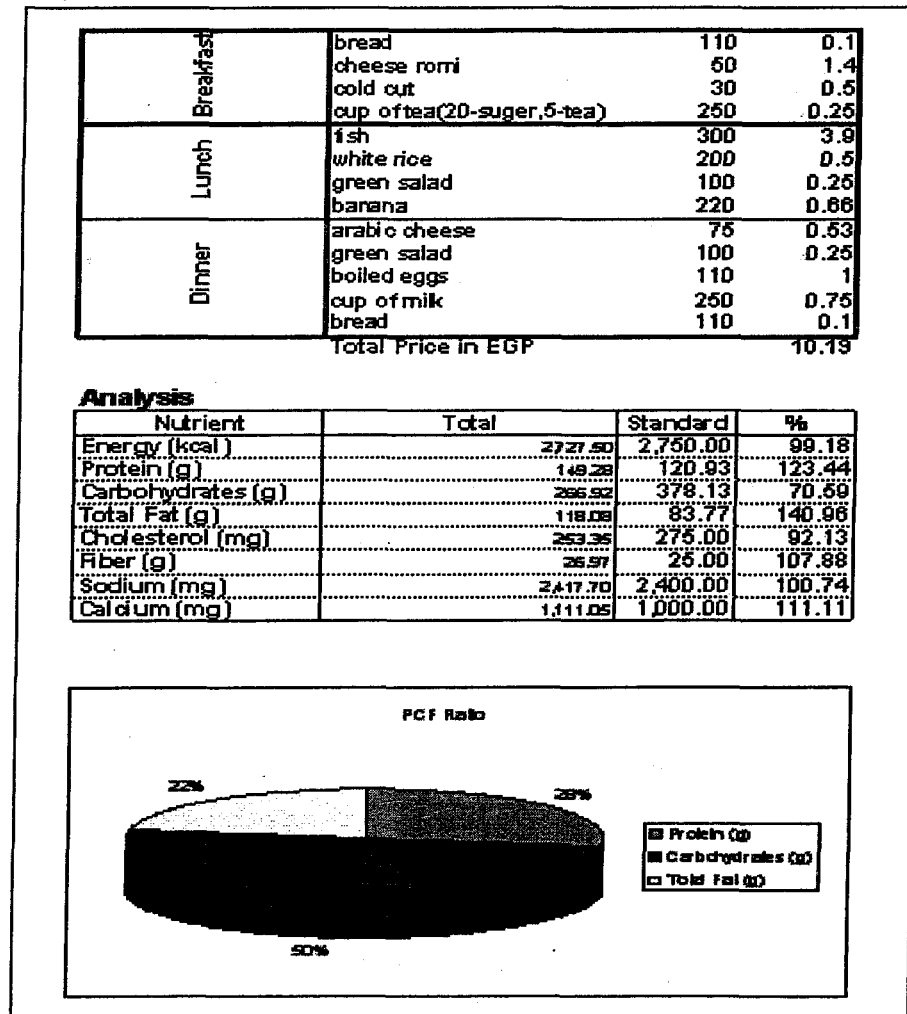 Breakfast
bread 110 0.1
cheese romi 50 1.4
cold cut 30 0.5
cup oftea(20-suger,5-tea) 250 0.25
Lunch
fish 300 3.9
white rice 200 0.5
green salad 100 0.25
banana 220 0.66
Dinner
arabic cheese 75 0.53
green salad 100 0.25
boiled eggs 110 1
cup of milk 250 0.75
bread 110 0.1
Total Price in EGP 10.19
Analysis
Nutrient Total Standard %
Energy (kcal) 2727.50 2,750.00 99.18
Protein (g) 149.28 120.93 123.44
Carbohydrates (g) 266.92 378.13 70.59
Total Fat (g) 118.08 83.77 140.96
Cholesterol (mg) 253.35 275.00 92.13
Fiber (g) 26.97 25.00 107.88
Sodium (mg) 2,417.70 2,400.00 100.74
Calcium (mg) 1,111.05 1,000.00 111.11
PCF Ratio
22% 28%
Protein (g)
Carbohydrates (g)
Total Fat (g)
50%